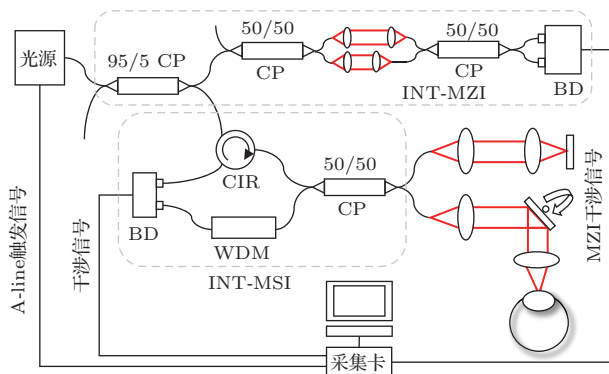 光源
95/5 CP
50/50
CP
50/50
CP
INT-MZI
BD
CIR
50/50
CP
BD
WDM
INT-MSI
A-line触发信号
干涉信号
MZI干涉信号
采集卡